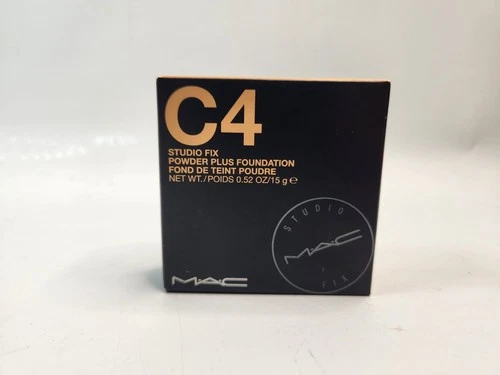 C4
STUDIO FIX
POWDER PLUS FOUNDATION
FOND DE TEINT POUDRE
NET WT./POIDS 0.52 OZ/15 g ℮
STUDIO
MAC
FIX
MAC